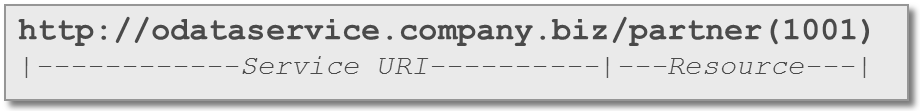 http://odataservice.company.biz/partner(1001)
|------------Service URI----------|---Resource---|